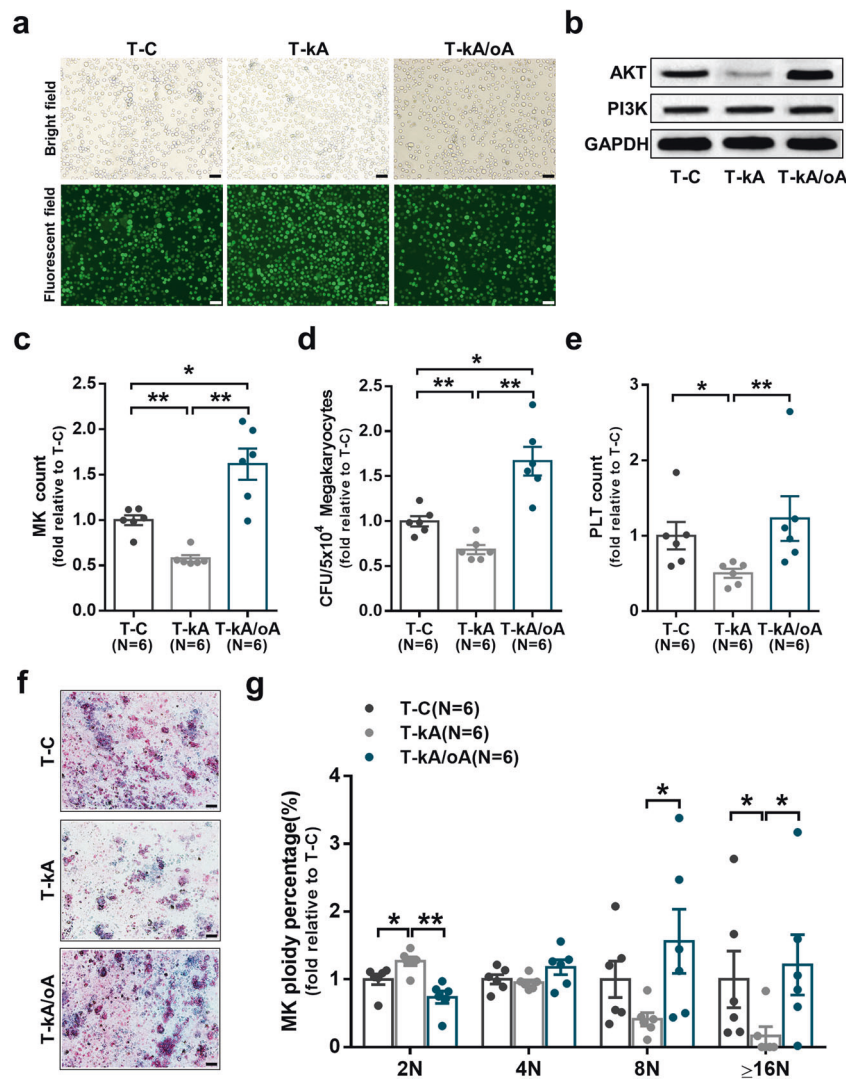 a
T-C
T-kA
T-kA/oA
Bright field
Fluorescent field
b
AKT
PI3K
GAPDH
T-C
T-kA
T-kA/oA
c
MK count
(fold relative to T-C)
2.5
2.0
1.5
1.0
0.5
0.0
*
**
**
T-C
(N=6)
T-kA
(N=6)
T-kA/oA
(N=6)
d
CFU/5x10⁴ Megakaryocytes
(fold relative to T-C)
2.5
2.0
1.5
1.0
0.5
0.0
*
**
**
T-C
(N=6)
T-kA
(N=6)
T-kA/oA
(N=6)
e
PLT count
(fold relative to T-C)
3
2
1
0
*
**
T-C
(N=6)
T-kA
(N=6)
T-kA/oA
(N=6)
f
T-C
T-kA
T-kA/oA
g
T-C(N=6)
T-kA(N=6)
T-kA/oA(N=6)
MK ploidy percentage(%)
(fold relative to T-C)
4
3
2
1
0
*
**
*
*
*
2N
4N
8N
≥16N